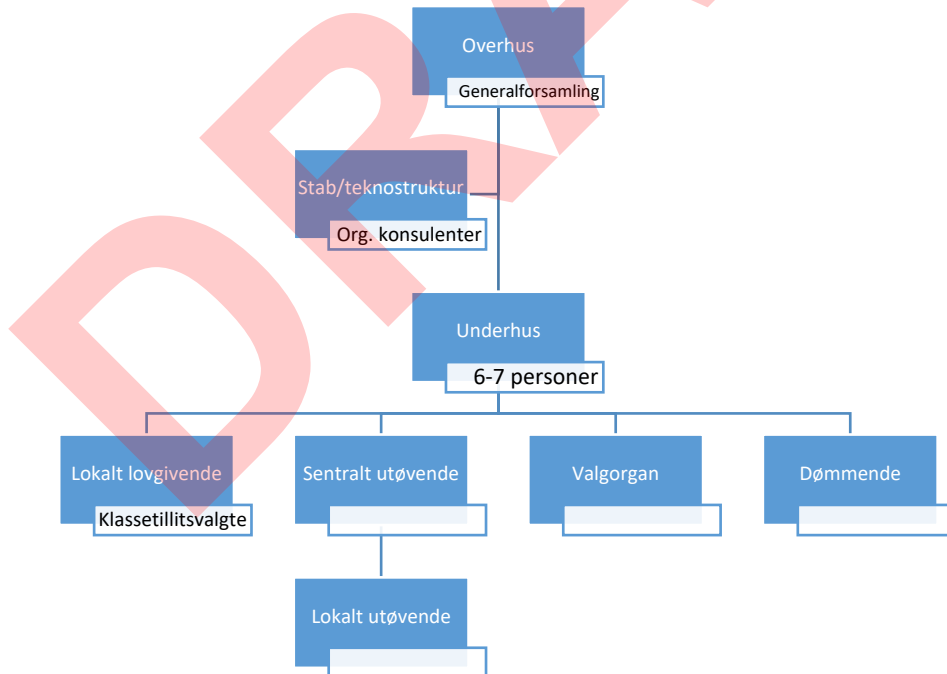 Overhus
Generalforsamling
Stab/teknostruktur
Org. konsulenter
Underhus
6-7 personer
Lokalt lovgivende
Klassetillitsvalgte
Sentralt utøvende
Valgorgan
Dømmende
Lokalt utøvende
DRA